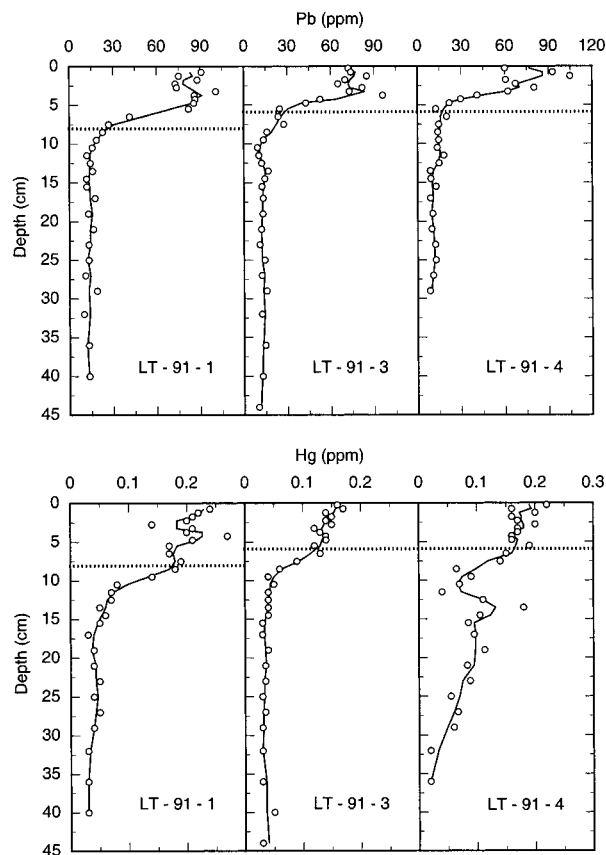 Pb (ppm)
0 30 60 90 0 30 60 90 0 30 60 90 120
0
5
10
15
20
25
30
35
40
45
Depth (cm)
LT - 91 - 1
LT - 91 - 3
LT - 91 - 4
Hg (ppm)
0 0.1 0.2 0 0.1 0.2 0 0.1 0.2 0.3
0
5
10
15
20
25
30
35
40
45
Depth (cm)
LT - 91 - 1
LT - 91 - 3
LT - 91 - 4